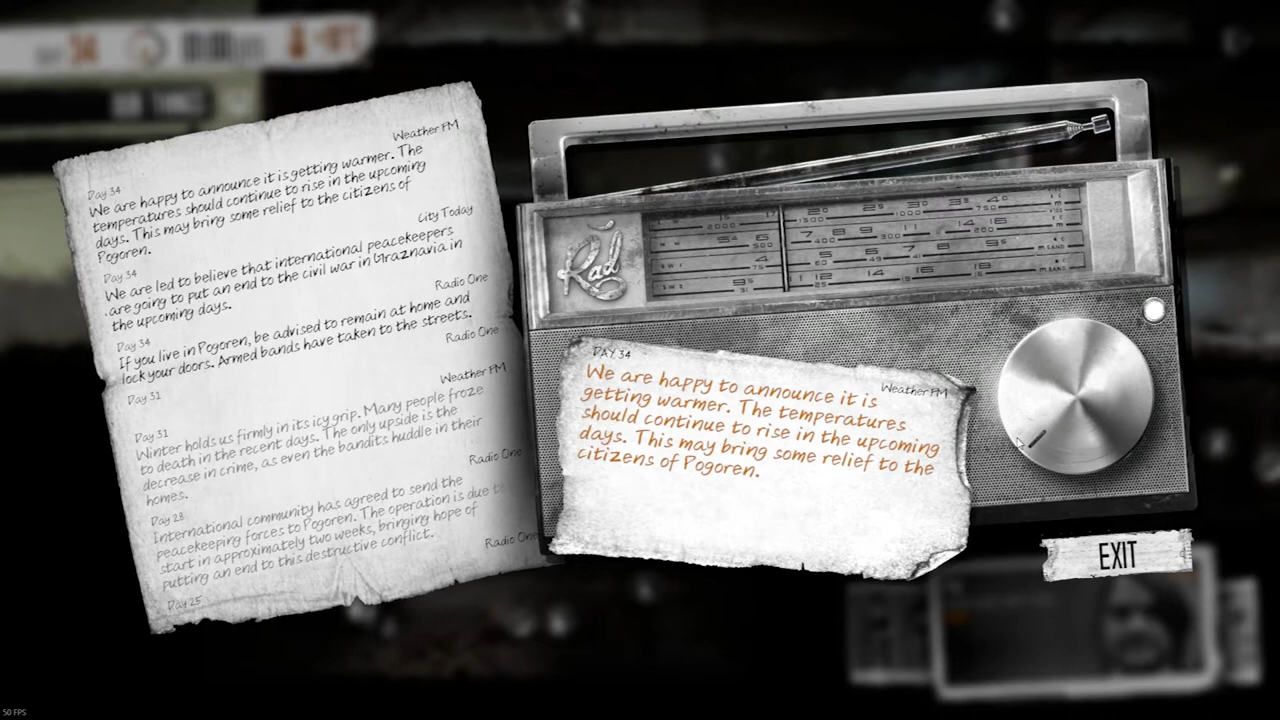 34
Weather FM
Day 34
We are happy to announce it is getting warmer. The
temperatures should continue to rise in the upcoming
days. This may bring some relief to the citizens of
Pogoren.
City Today
Day 34
We are led to believe that international peacekeepers
are going to put an end to the civil war in Graznavia in
the upcoming days.
Radio One
Day 34
If you live in Pogoren, be advised to remain at home and
lock your doors. Armed bands have taken to the streets.
Radio One
Day 31
Weather FM
Day 31
Winter holds us firmly in its icy grip. Many people froze
to death in the recent days. The only upside is the
decrease in crime, as even the bandits huddle in their
homes.
Radio One
Day 28
International community has agreed to send the
peacekeeping forces to Pogoren. The operation is due to
start in approximately two weeks, bringing hope of
putting an end to this destructive conflict.
Radio One
Day 25
Rad
DAY 34
Weather FM
We are happy to announce it is
getting warmer. The temperatures
should continue to rise in the upcoming
days. This may bring some relief to the
citizens of Pogoren.
EXIT
50 FPS